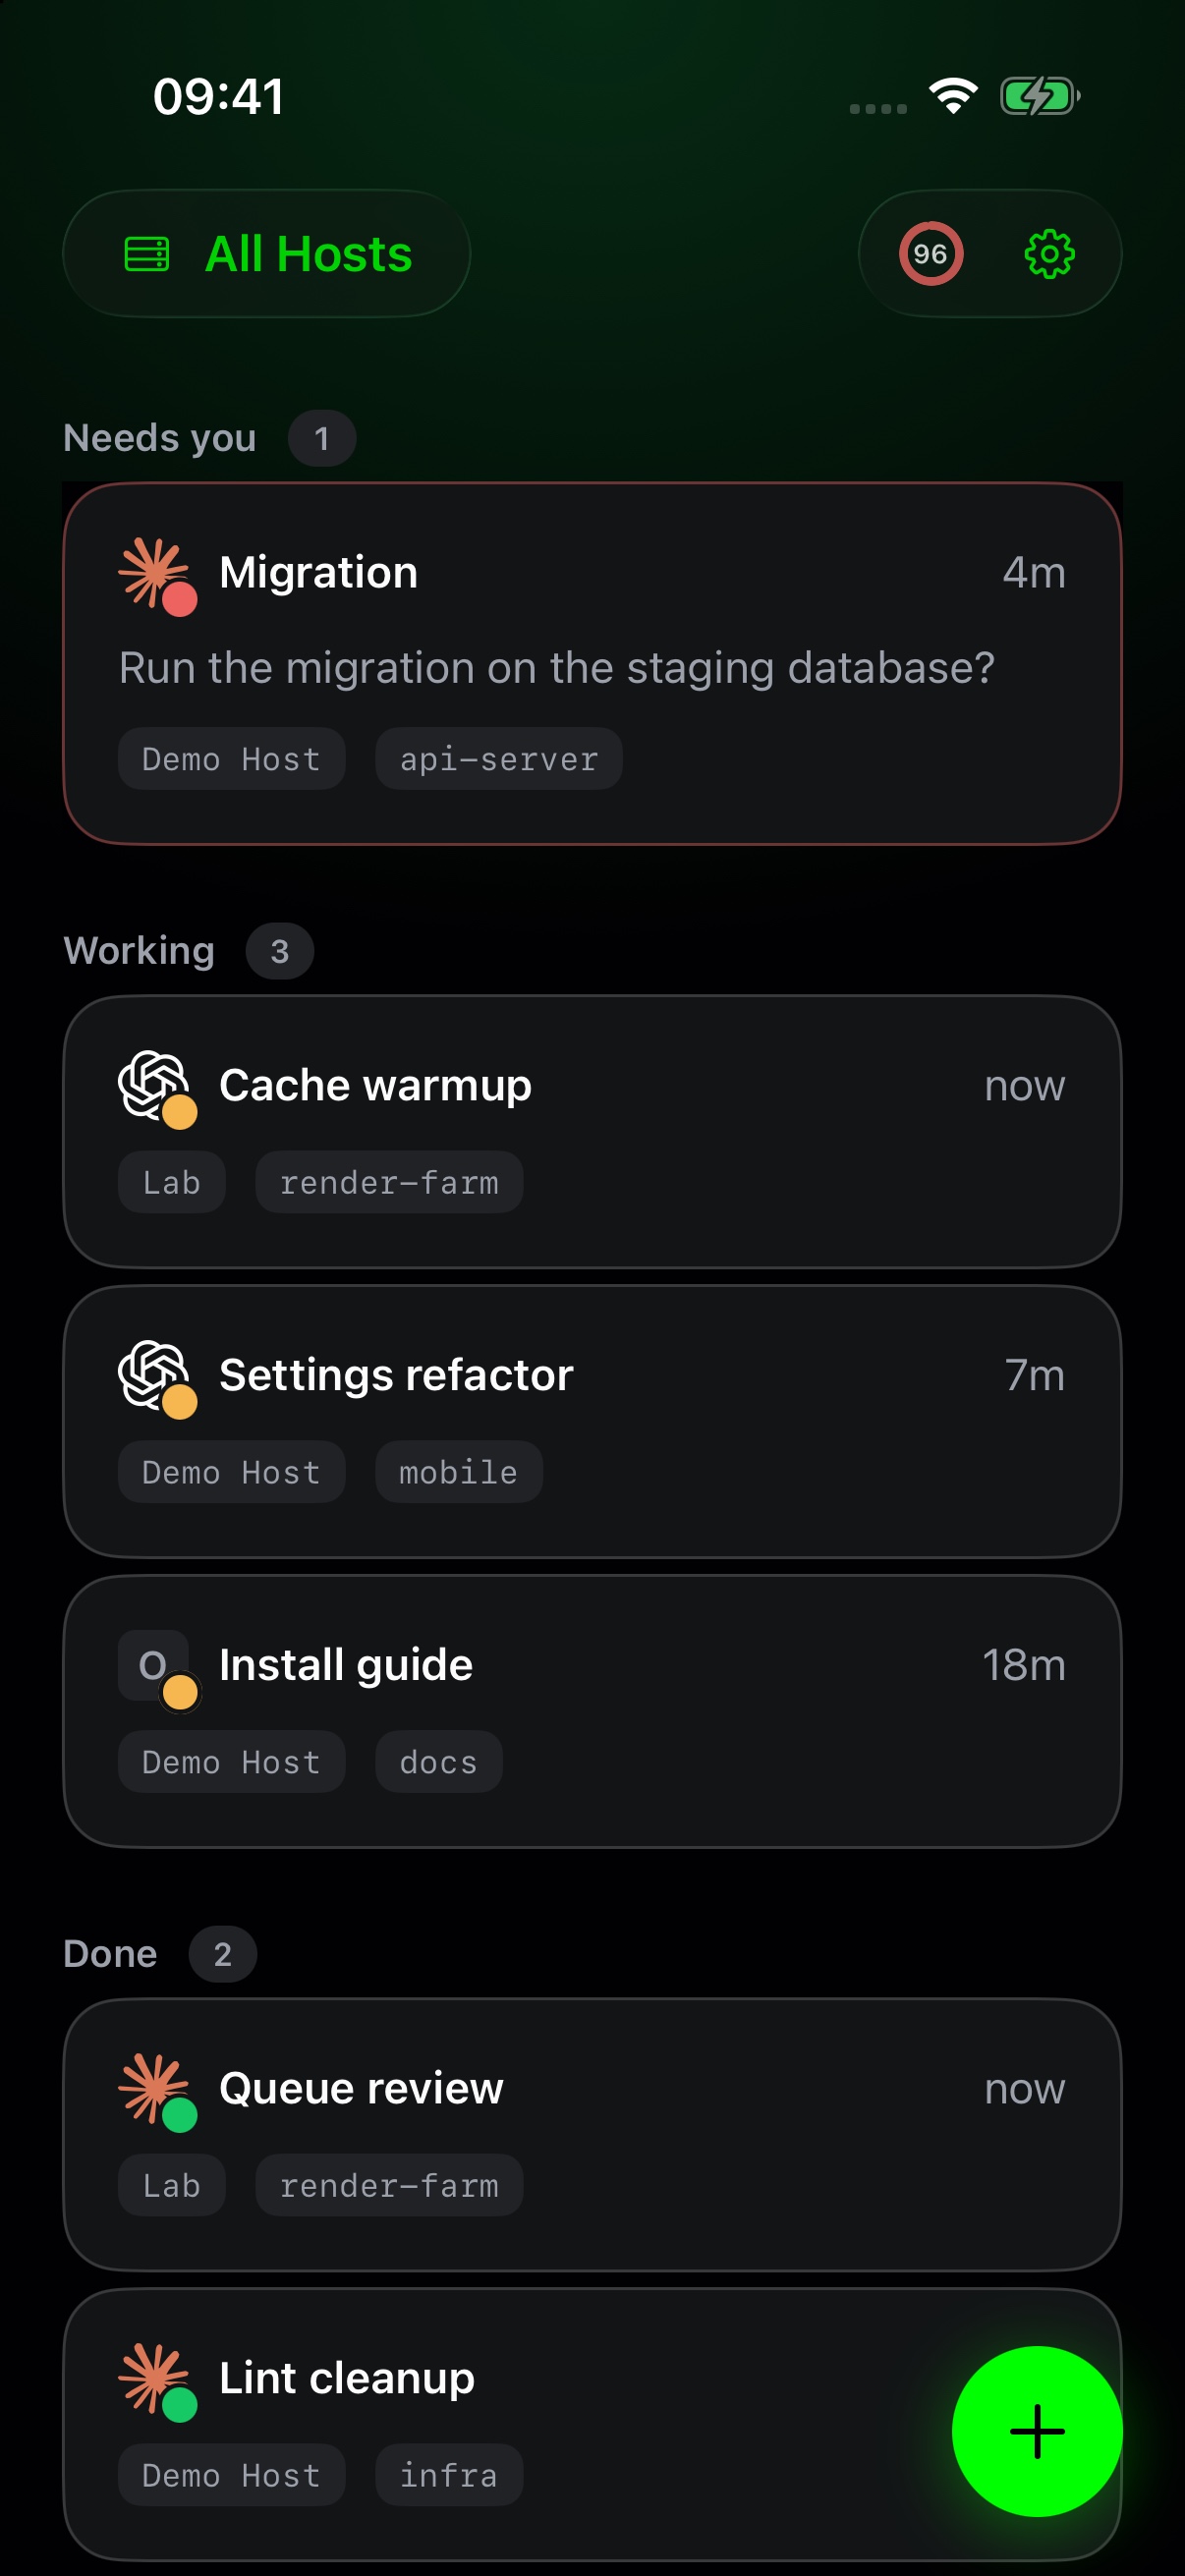 09:41
All Hosts
96
Needs you 1
Migration 4m
Run the migration on the staging database?
Demo Host api-server
Working 3
Cache warmup now
Lab render-farm
Settings refactor 7m
Demo Host mobile
O Install guide 18m
Demo Host docs
Done 2
Queue review now
Lab render-farm
Lint cleanup
Demo Host infra